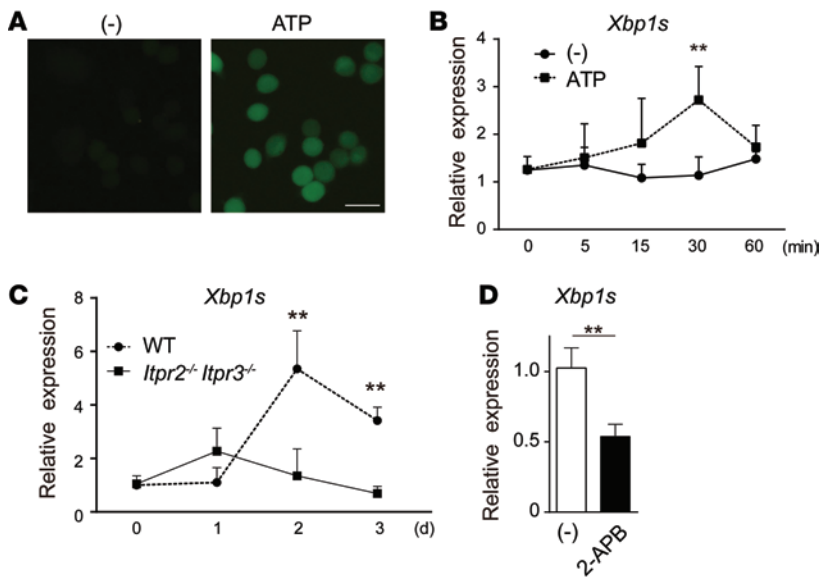 A
(-)
ATP
B
Xbp1s
Relative expression
4
3
2
1
0
(-)
ATP
**
0 5 15 30 60 (min)
C
Xbp1s
Relative expression
8
6
4
2
0
WT
Itpr2-/- Itpr3-/-
**
**
0 1 2 3 (d)
D
Xbp1s
Relative expression
1.0
0.5
0
**
(-)
2-APB